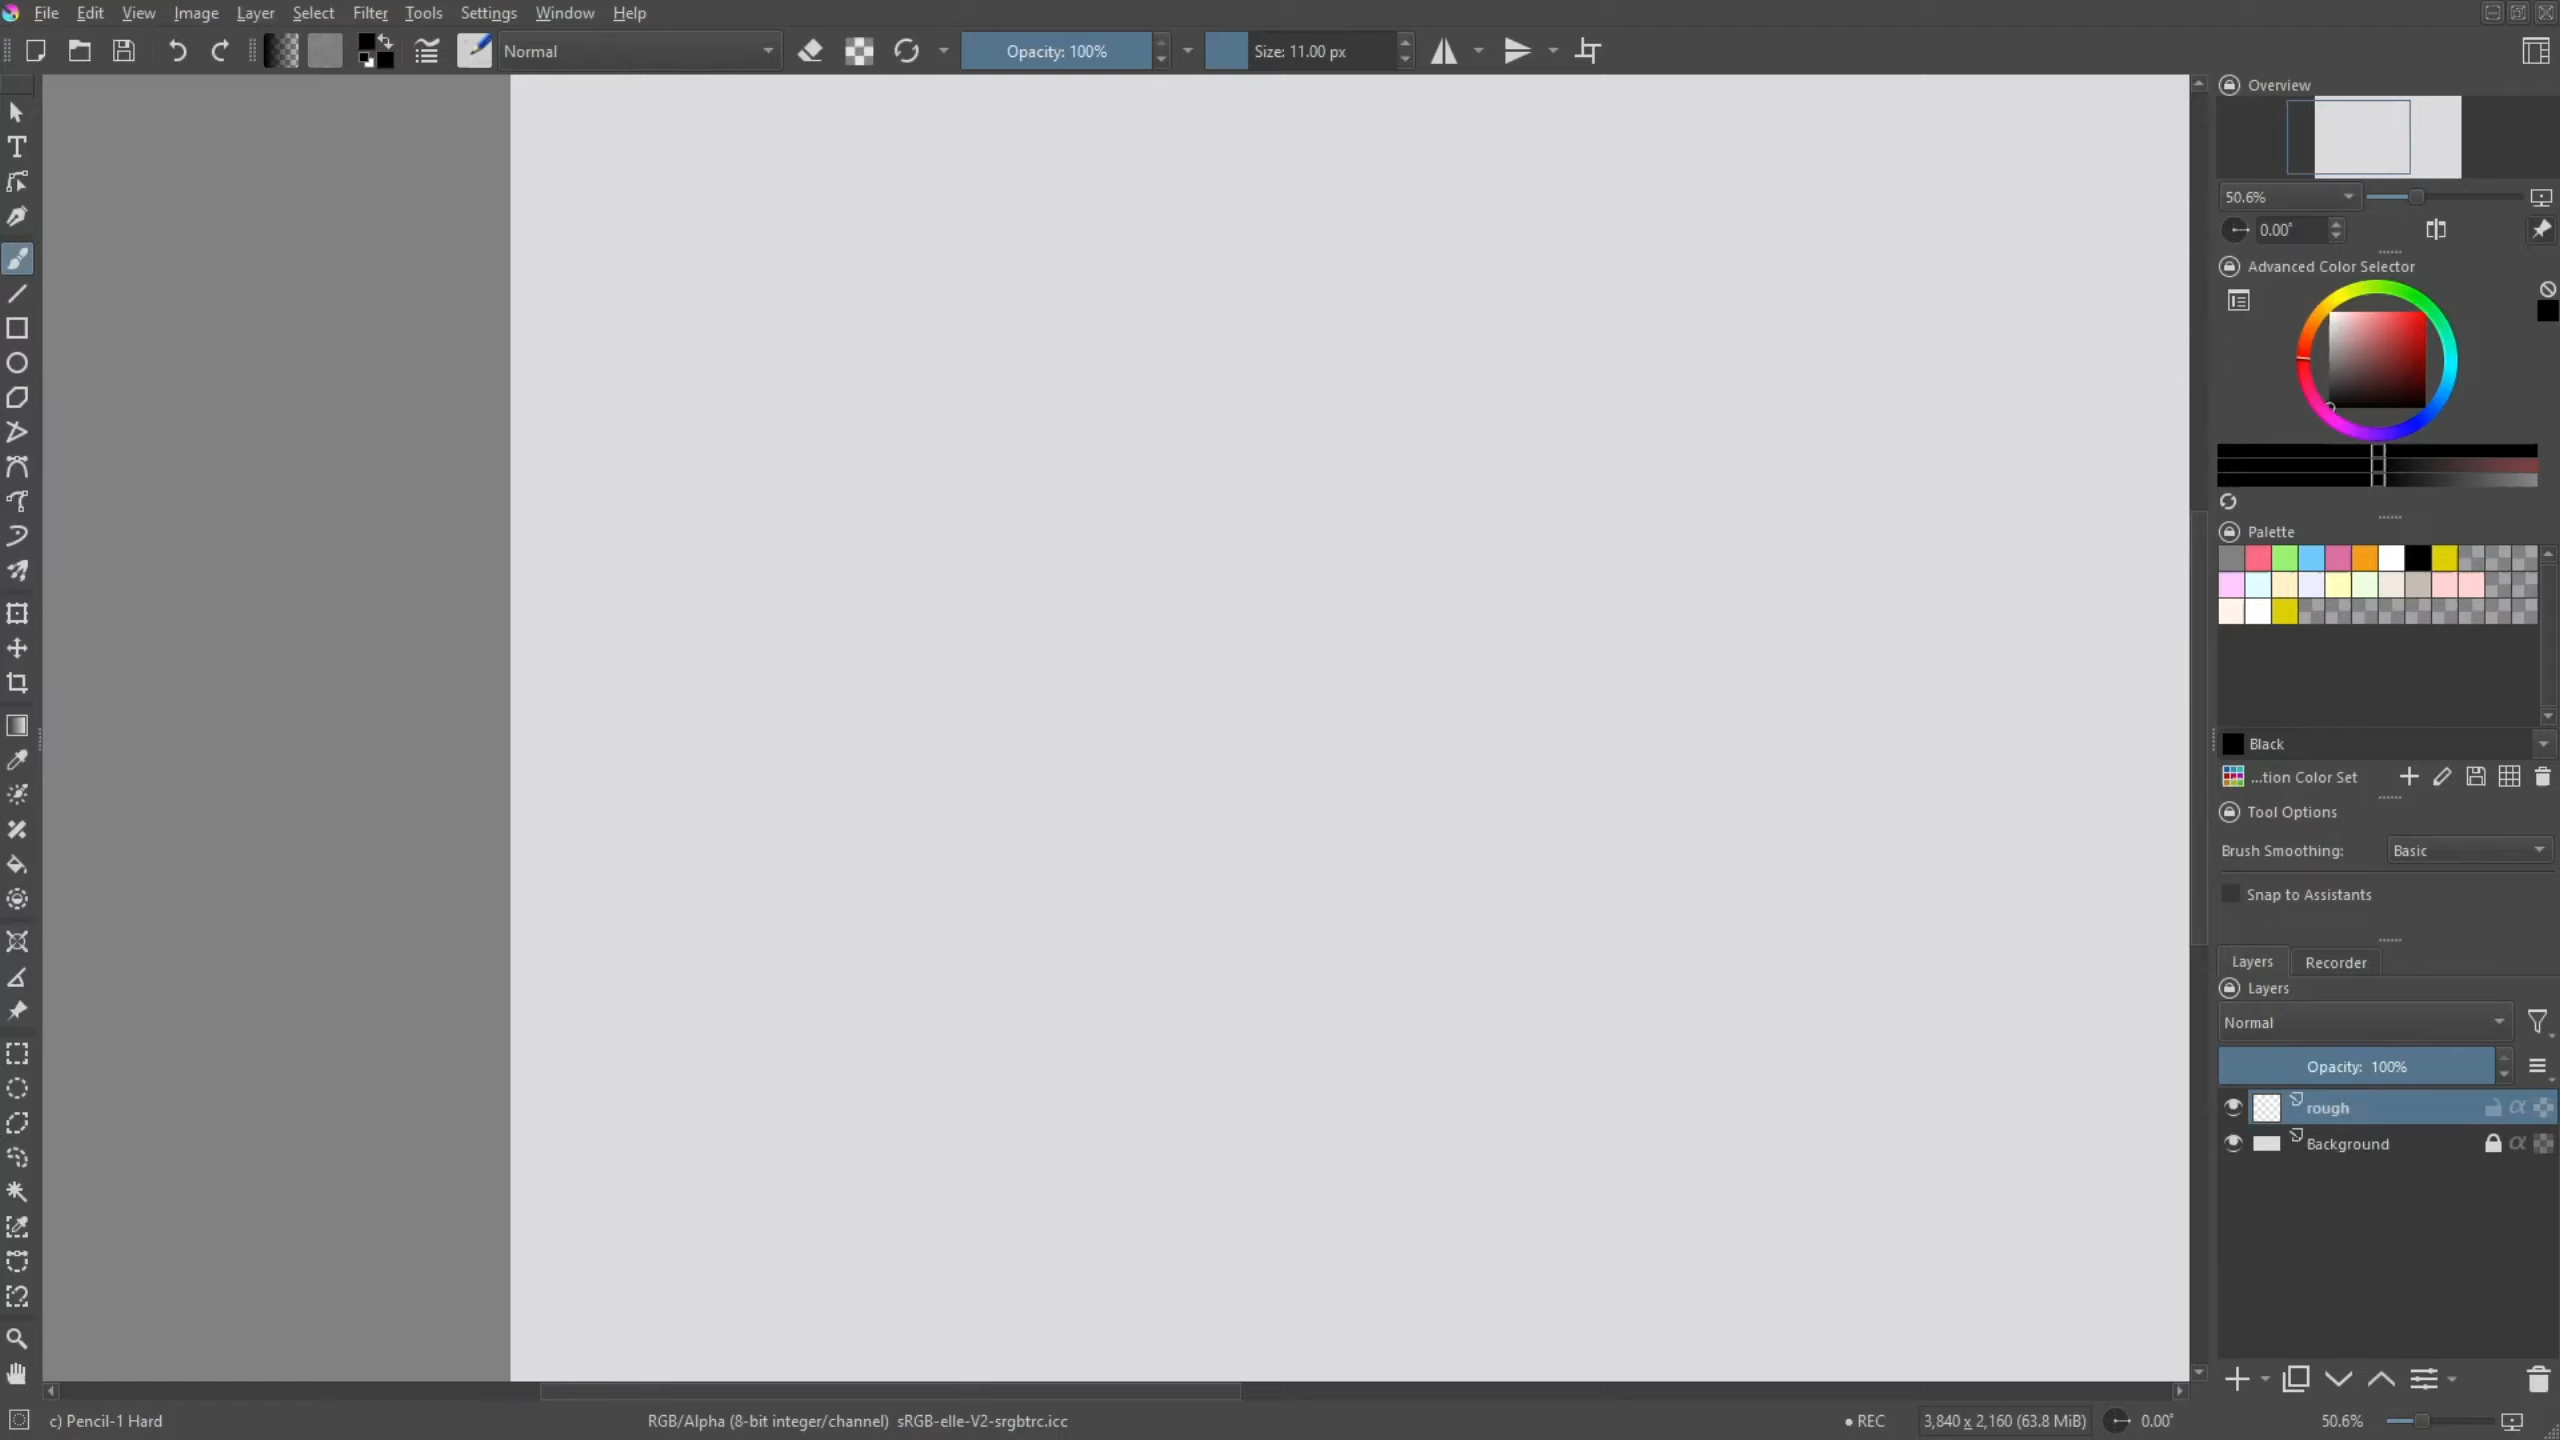 File Edit View Image Layer Select Filter Tools Settings Window Help
Normal Opacity: 100% Size: 11.00 px
Overview
50.6%
0.00°
Advanced Color Selector
Palette
Black
...tion Color Set
Tool Options
Brush Smoothing: Basic
Snap to Assistants
Layers Recorder
Layers
Normal
Opacity: 100%
rough
Background
c) Pencil-1 Hard RGB/Alpha (8-bit integer/channel) sRGB-elle-V2-srgbtrc.icc REC 3,840 x 2,160 (63.8 MiB) 0.00° 50.6%